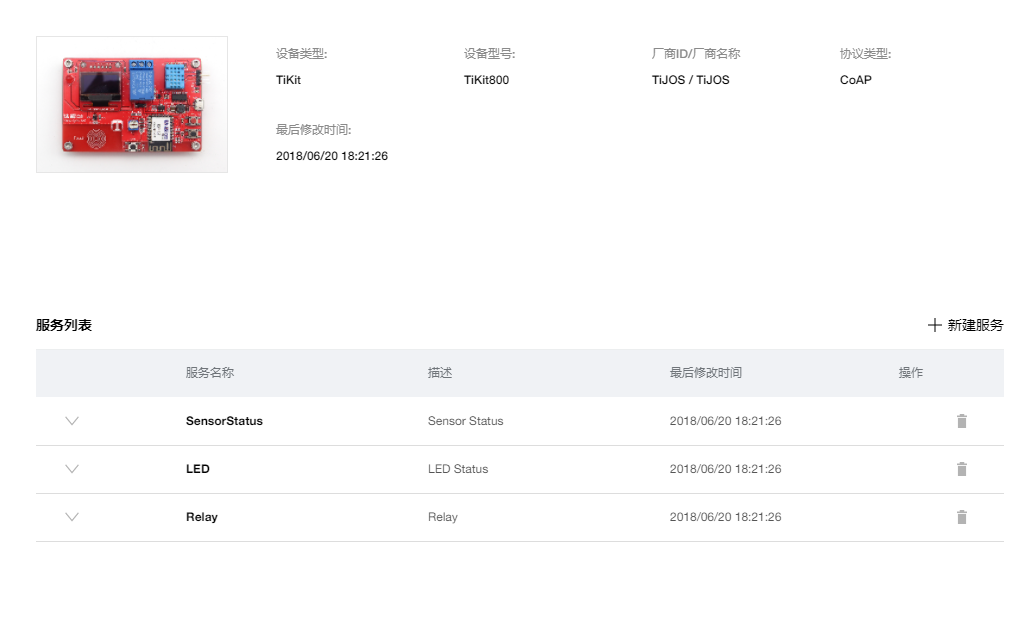 设备类型: 设备型号: 厂商ID/厂商名称 协议类型:
TiKit TiKit800 TiJOS / TiJOS CoAP
最后修改时间:
2018/06/20 18:21:26
服务列表 新建服务
服务名称 描述 最后修改时间 操作
SensorStatus Sensor Status 2018/06/20 18:21:26
LED LED Status 2018/06/20 18:21:26
Relay Relay 2018/06/20 18:21:26